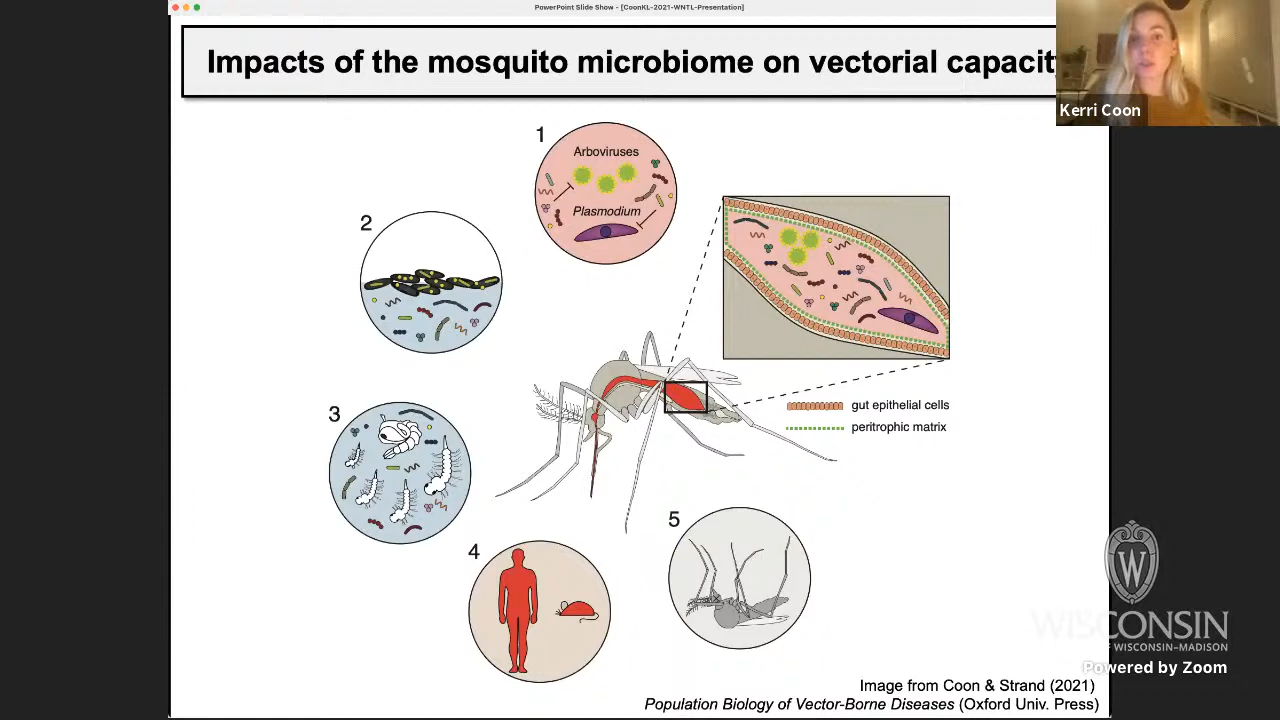 PowerPoint Slide Show - [CoonKL-2021-WNTL-Presentation]
Impacts of the mosquito microbiome on vectorial capacit
Kerri Coon
1
Arboviruses
Plasmodium
2
3
4
5
gut epithelial cells
peritrophic matrix
W
WISCONSIN
OF WISCONSIN–MADISON
Powered by Zoom
Image from Coon & Strand (2021)
Population Biology of Vector-Borne Diseases (Oxford Univ. Press)